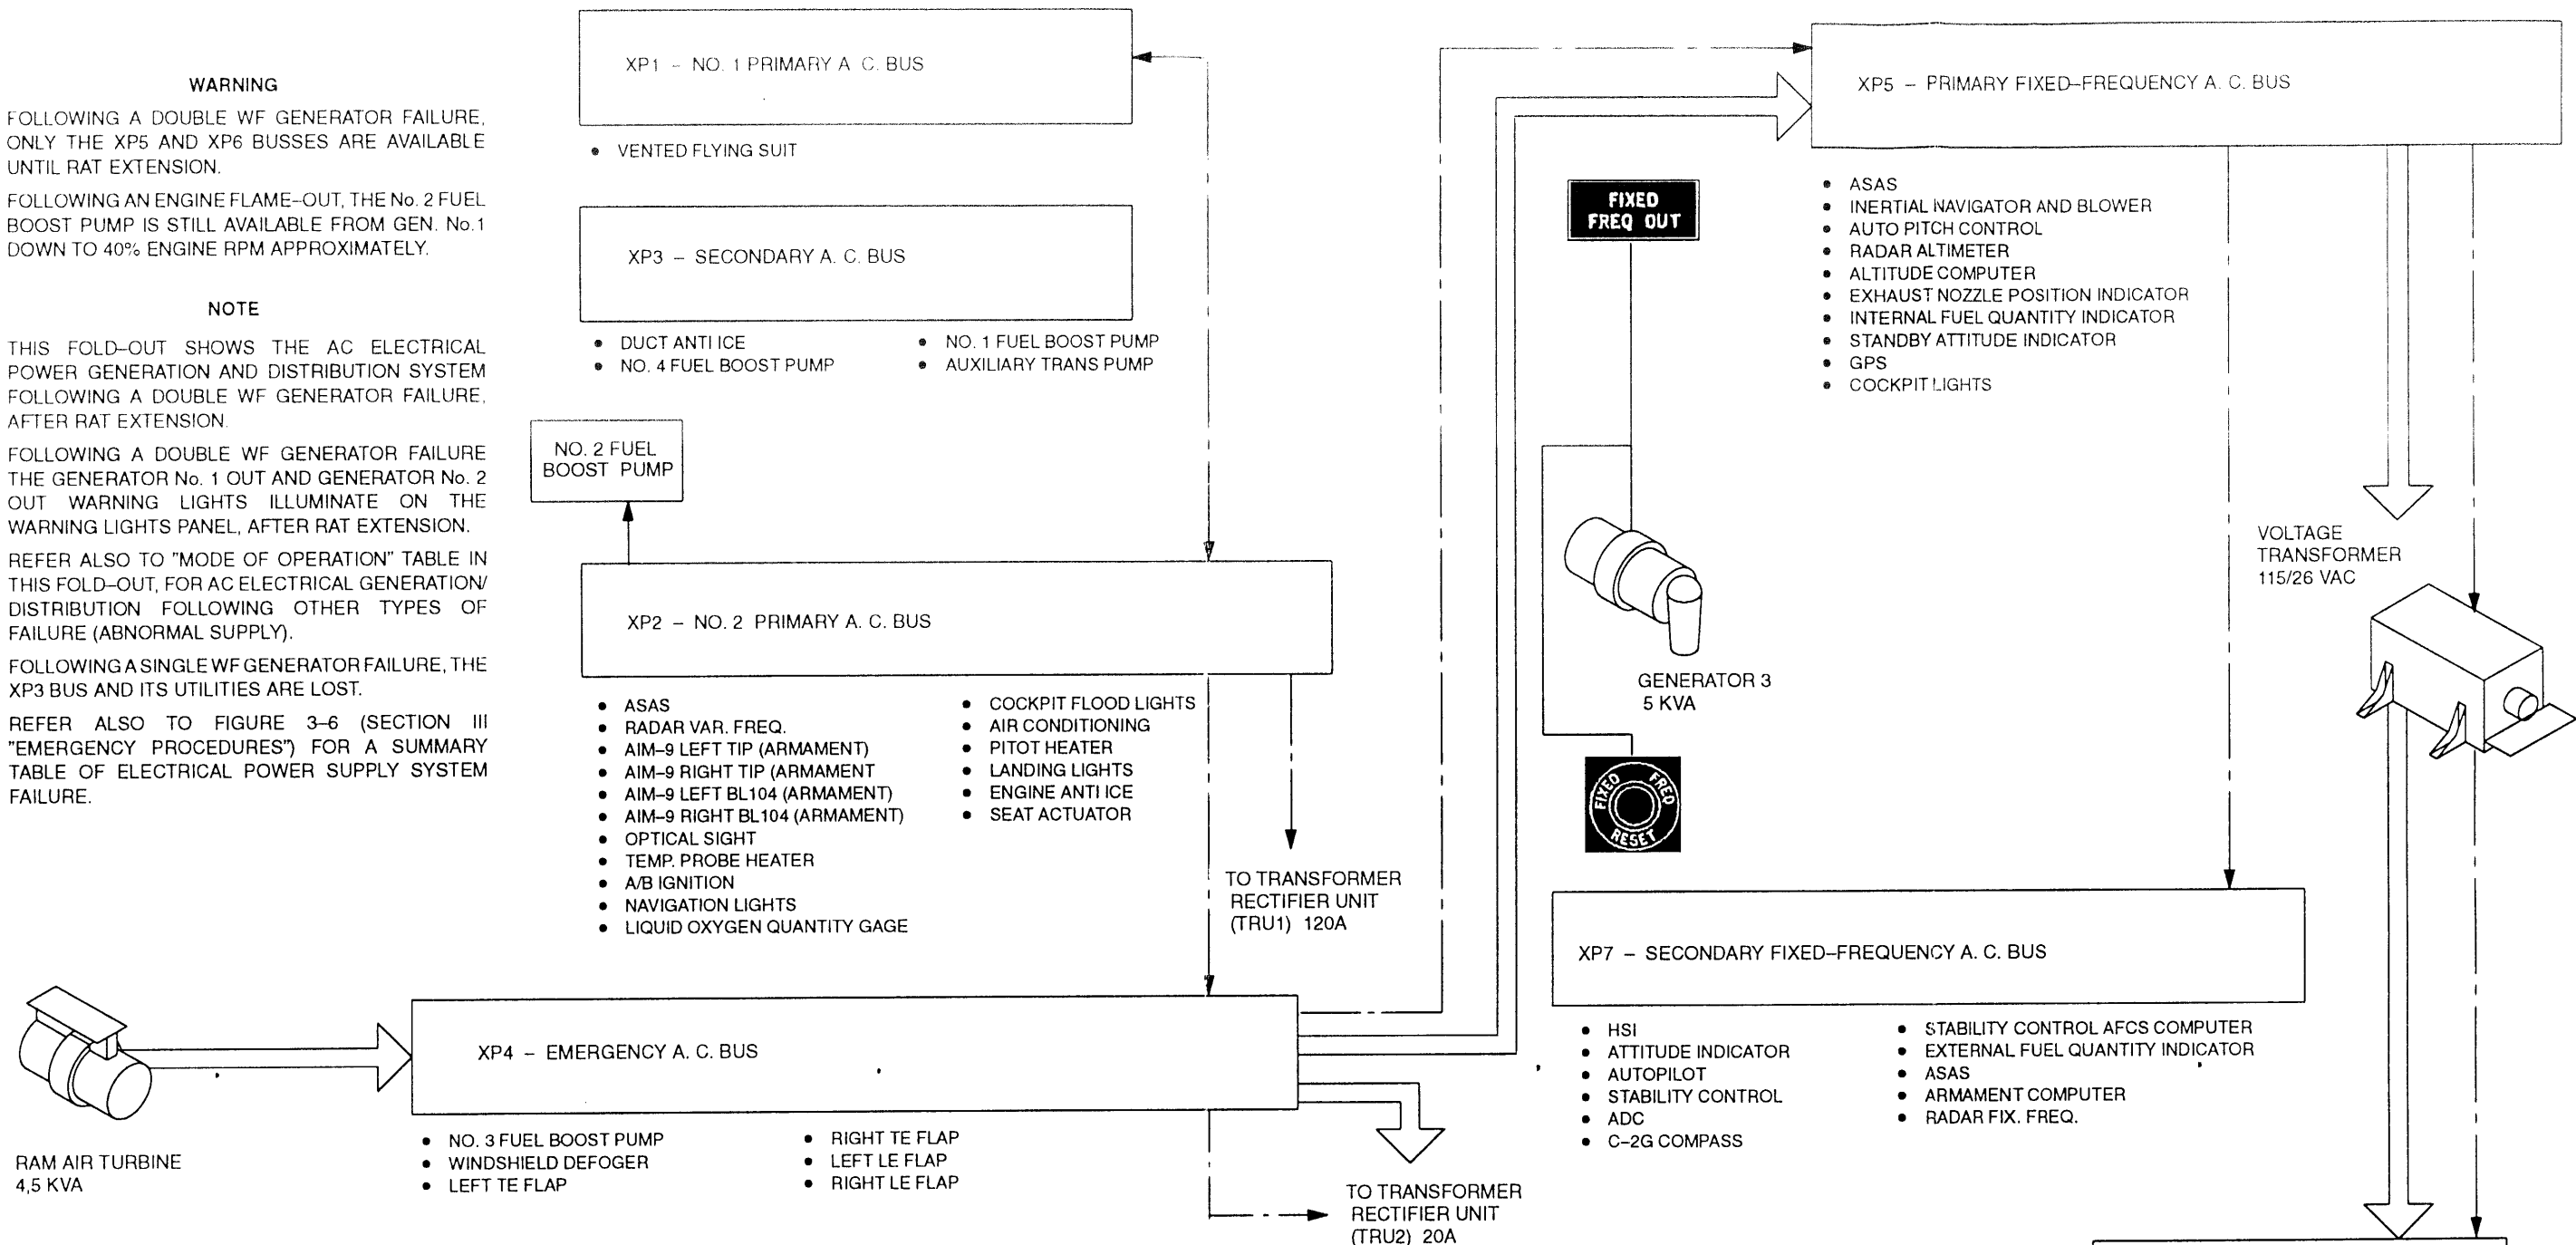 WARNING
FOLLOWING A DOUBLE WF GENERATOR FAILURE,
ONLY THE XP5 AND XP6 BUSSES ARE AVAILABLE
UNTIL RAT EXTENSION.
FOLLOWING AN ENGINE FLAME–OUT, THE No. 2 FUEL
BOOST PUMP IS STILL AVAILABLE FROM GEN. No.1
DOWN TO 40% ENGINE RPM APPROXIMATELY.
NOTE
THIS FOLD–OUT SHOWS THE AC ELECTRICAL
POWER GENERATION AND DISTRIBUTION SYSTEM
FOLLOWING A DOUBLE WF GENERATOR FAILURE,
AFTER RAT EXTENSION.
FOLLOWING A DOUBLE WF GENERATOR FAILURE
THE GENERATOR No. 1 OUT AND GENERATOR No. 2
OUT WARNING LIGHTS ILLUMINATE ON THE
WARNING LIGHTS PANEL, AFTER RAT EXTENSION.
REFER ALSO TO "MODE OF OPERATION" TABLE IN
THIS FOLD–OUT, FOR AC ELECTRICAL GENERATION/
DISTRIBUTION FOLLOWING OTHER TYPES OF
FAILURE (ABNORMAL SUPPLY).
FOLLOWING A SINGLE WF GENERATOR FAILURE, THE
XP3 BUS AND ITS UTILITIES ARE LOST.
REFER ALSO TO FIGURE 3–6 (SECTION III
"EMERGENCY PROCEDURES") FOR A SUMMARY
TABLE OF ELECTRICAL POWER SUPPLY SYSTEM
FAILURE.
RAM AIR TURBINE
4,5 KVA
XP1 – NO. 1 PRIMARY A. C. BUS
• VENTED FLYING SUIT
XP3 – SECONDARY A. C. BUS
• DUCT ANTI ICE
• NO. 4 FUEL BOOST PUMP
• NO. 1 FUEL BOOST PUMP
• AUXILIARY TRANS PUMP
NO. 2 FUEL
BOOST PUMP
XP2 – NO. 2 PRIMARY A. C. BUS
• ASAS
• RADAR VAR. FREQ.
• AIM–9 LEFT TIP (ARMAMENT)
• AIM–9 RIGHT TIP (ARMAMENT
• AIM–9 LEFT BL104 (ARMAMENT)
• AIM–9 RIGHT BL104 (ARMAMENT)
• OPTICAL SIGHT
• TEMP. PROBE HEATER
• A/B IGNITION
• NAVIGATION LIGHTS
• LIQUID OXYGEN QUANTITY GAGE
• COCKPIT FLOOD LIGHTS
• AIR CONDITIONING
• PITOT HEATER
• LANDING LIGHTS
• ENGINE ANTI ICE
• SEAT ACTUATOR
TO TRANSFORMER
RECTIFIER UNIT
(TRU1) 120A
XP4 – EMERGENCY A. C. BUS
• NO. 3 FUEL BOOST PUMP
• WINDSHIELD DEFOGER
• LEFT TE FLAP
• RIGHT TE FLAP
• LEFT LE FLAP
• RIGHT LE FLAP
TO TRANSFORMER
RECTIFIER UNIT
(TRU2) 20A
XP5 – PRIMARY FIXED–FREQUENCY A. C. BUS
• ASAS
• INERTIAL NAVIGATOR AND BLOWER
• AUTO PITCH CONTROL
• RADAR ALTIMETER
• ALTITUDE COMPUTER
• EXHAUST NOZZLE POSITION INDICATOR
• INTERNAL FUEL QUANTITY INDICATOR
• STANDBY ATTITUDE INDICATOR
• GPS
• COCKPIT LIGHTS
FIXED
FREQ OUT
GENERATOR 3
5 KVA
FIXED FREQ
RESET
VOLTAGE
TRANSFORMER
115/26 VAC
XP7 – SECONDARY FIXED–FREQUENCY A. C. BUS
• HSI
• ATTITUDE INDICATOR
• AUTOPILOT
• STABILITY CONTROL
• ADC
• C–2G COMPASS
• STABILITY CONTROL AFCS COMPUTER
• EXTERNAL FUEL QUANTITY INDICATOR
• ASAS
• ARMAMENT COMPUTER
• RADAR FIX. FREQ.